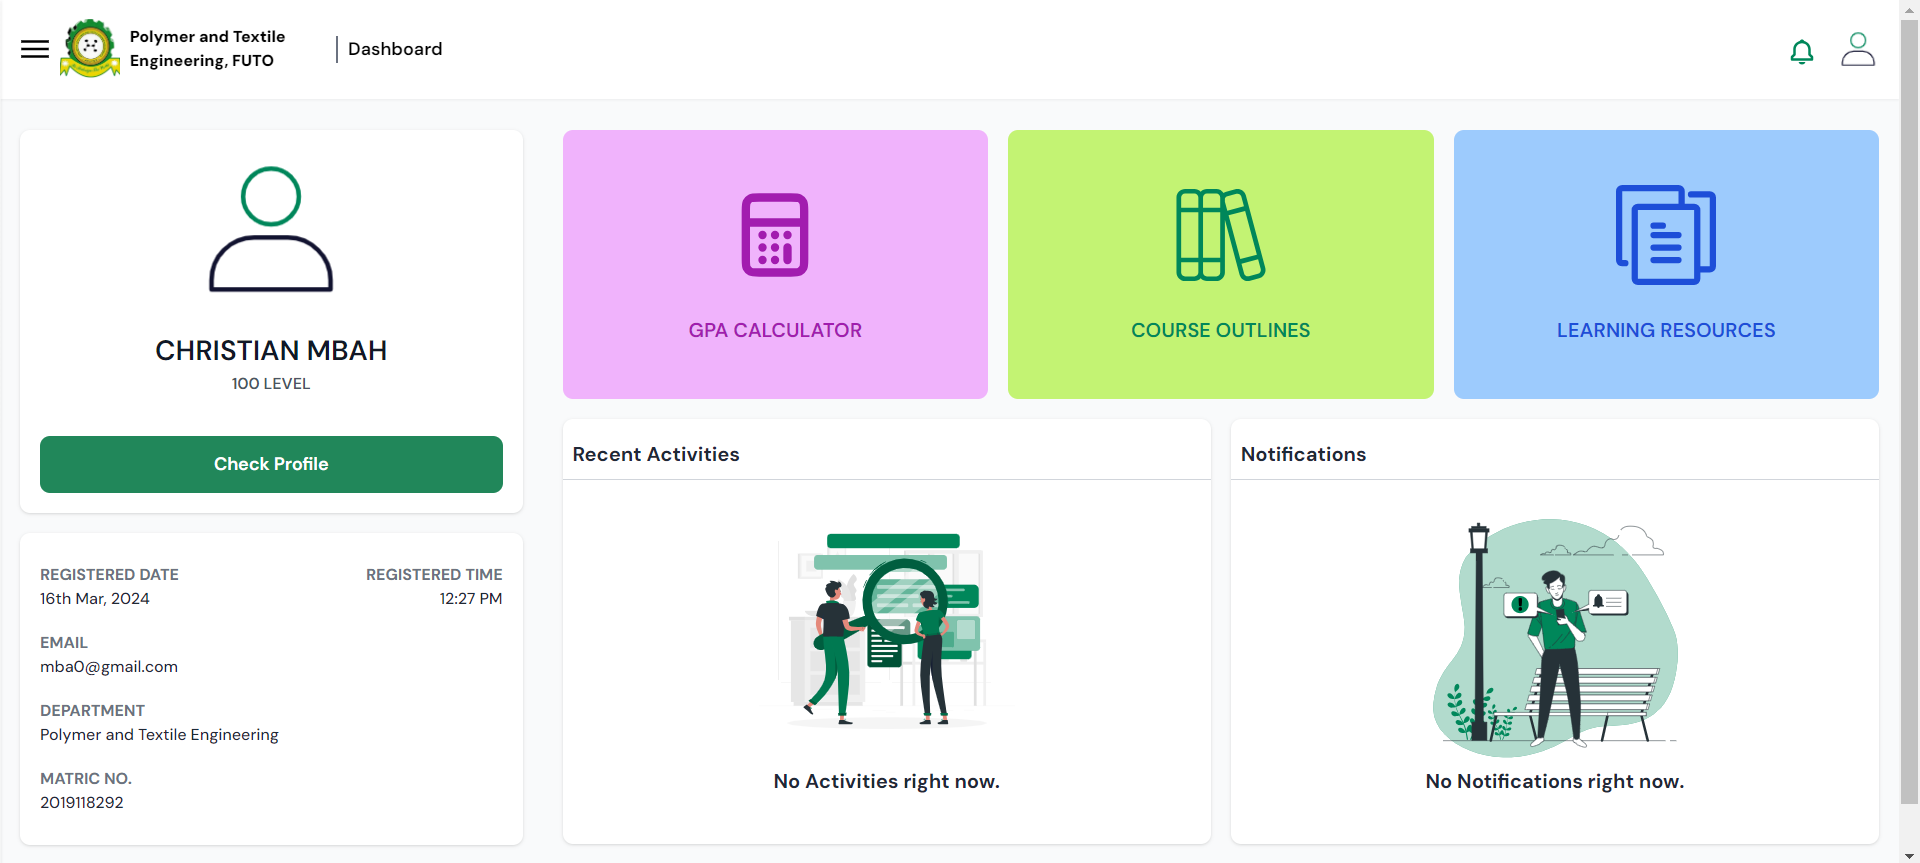 Polymer and Textile
Engineering, FUTO
Dashboard
CHRISTIAN MBAH
100 LEVEL
Check Profile
REGISTERED DATE
REGISTERED TIME
16th Mar, 2024
12:27 PM
EMAIL
mba0@gmail.com
DEPARTMENT
Polymer and Textile Engineering
MATRIC NO.
2019118292
GPA CALCULATOR
COURSE OUTLINES
LEARNING RESOURCES
Recent Activities
No Activities right now.
Notifications
No Notifications right now.